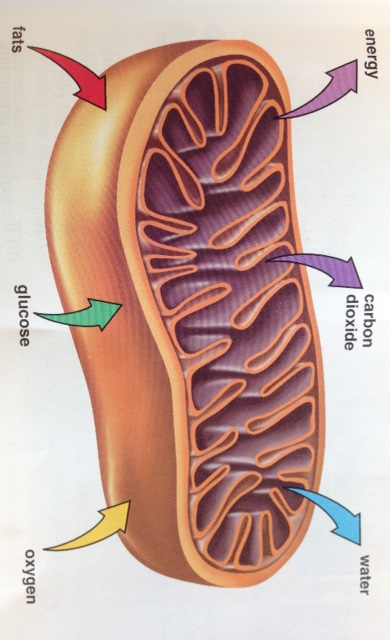 energy
carbon
dioxide
water
fats
glucose
oxygen